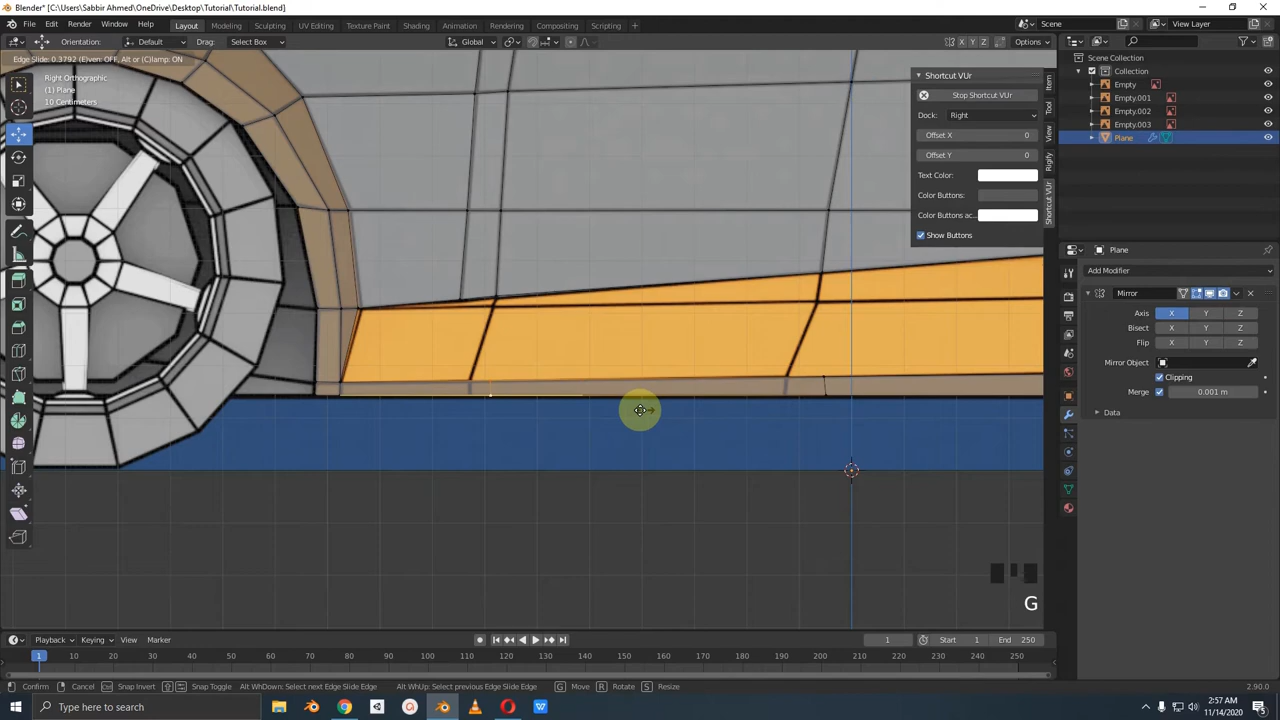 Blender* [C:\Users\Sabbir Ahmed\OneDrive\Desktop\Tutorial\Tutorial.blend]
File Edit Render Window Help Layout Modeling Sculpting UV Editing Texture Paint Shading Animation Rendering Compositing Scripting Scene View Layer
Orientation: Default Drag: Select Box Global X Y Z Options
Edge Slide: 0.3792 (E)ven: OFF, Alt or (C)lamp: ON
Right Orthographic
(1) Plane
10 Centimeters
Shortcut VUr
Stop Shortcut VUr
Dock: Right
Offset X 0
Offset Y 0
Text Color:
Color Buttons:
Color Buttons ac...
Show Buttons
Item
Tool
View
Rigify
Shortcut VUr
Scene Collection
Collection
Empty
Empty.001
Empty.002
Empty.003
Plane
Plane
Add Modifier
Mirror
Axis X Y Z
Bisect X Y Z
Flip X Y Z
Mirror Object
Clipping
Merge 0.001 m
Data
G
Playback Keying View Marker 1 Start 1 End 250
1 10 20 30 40 50 60 70 80 90 100 110 120 130 140 150 160 170 180 190 200 210 220 230 240 250
Confirm Cancel Snap Invert Snap Toggle Alt WhDown: Select next Edge Slide Edge Alt WhUp: Select previous Edge Slide Edge G Move R Rotate S Resize 2.90.0
Type here to search
2:57 AM
11/14/2020